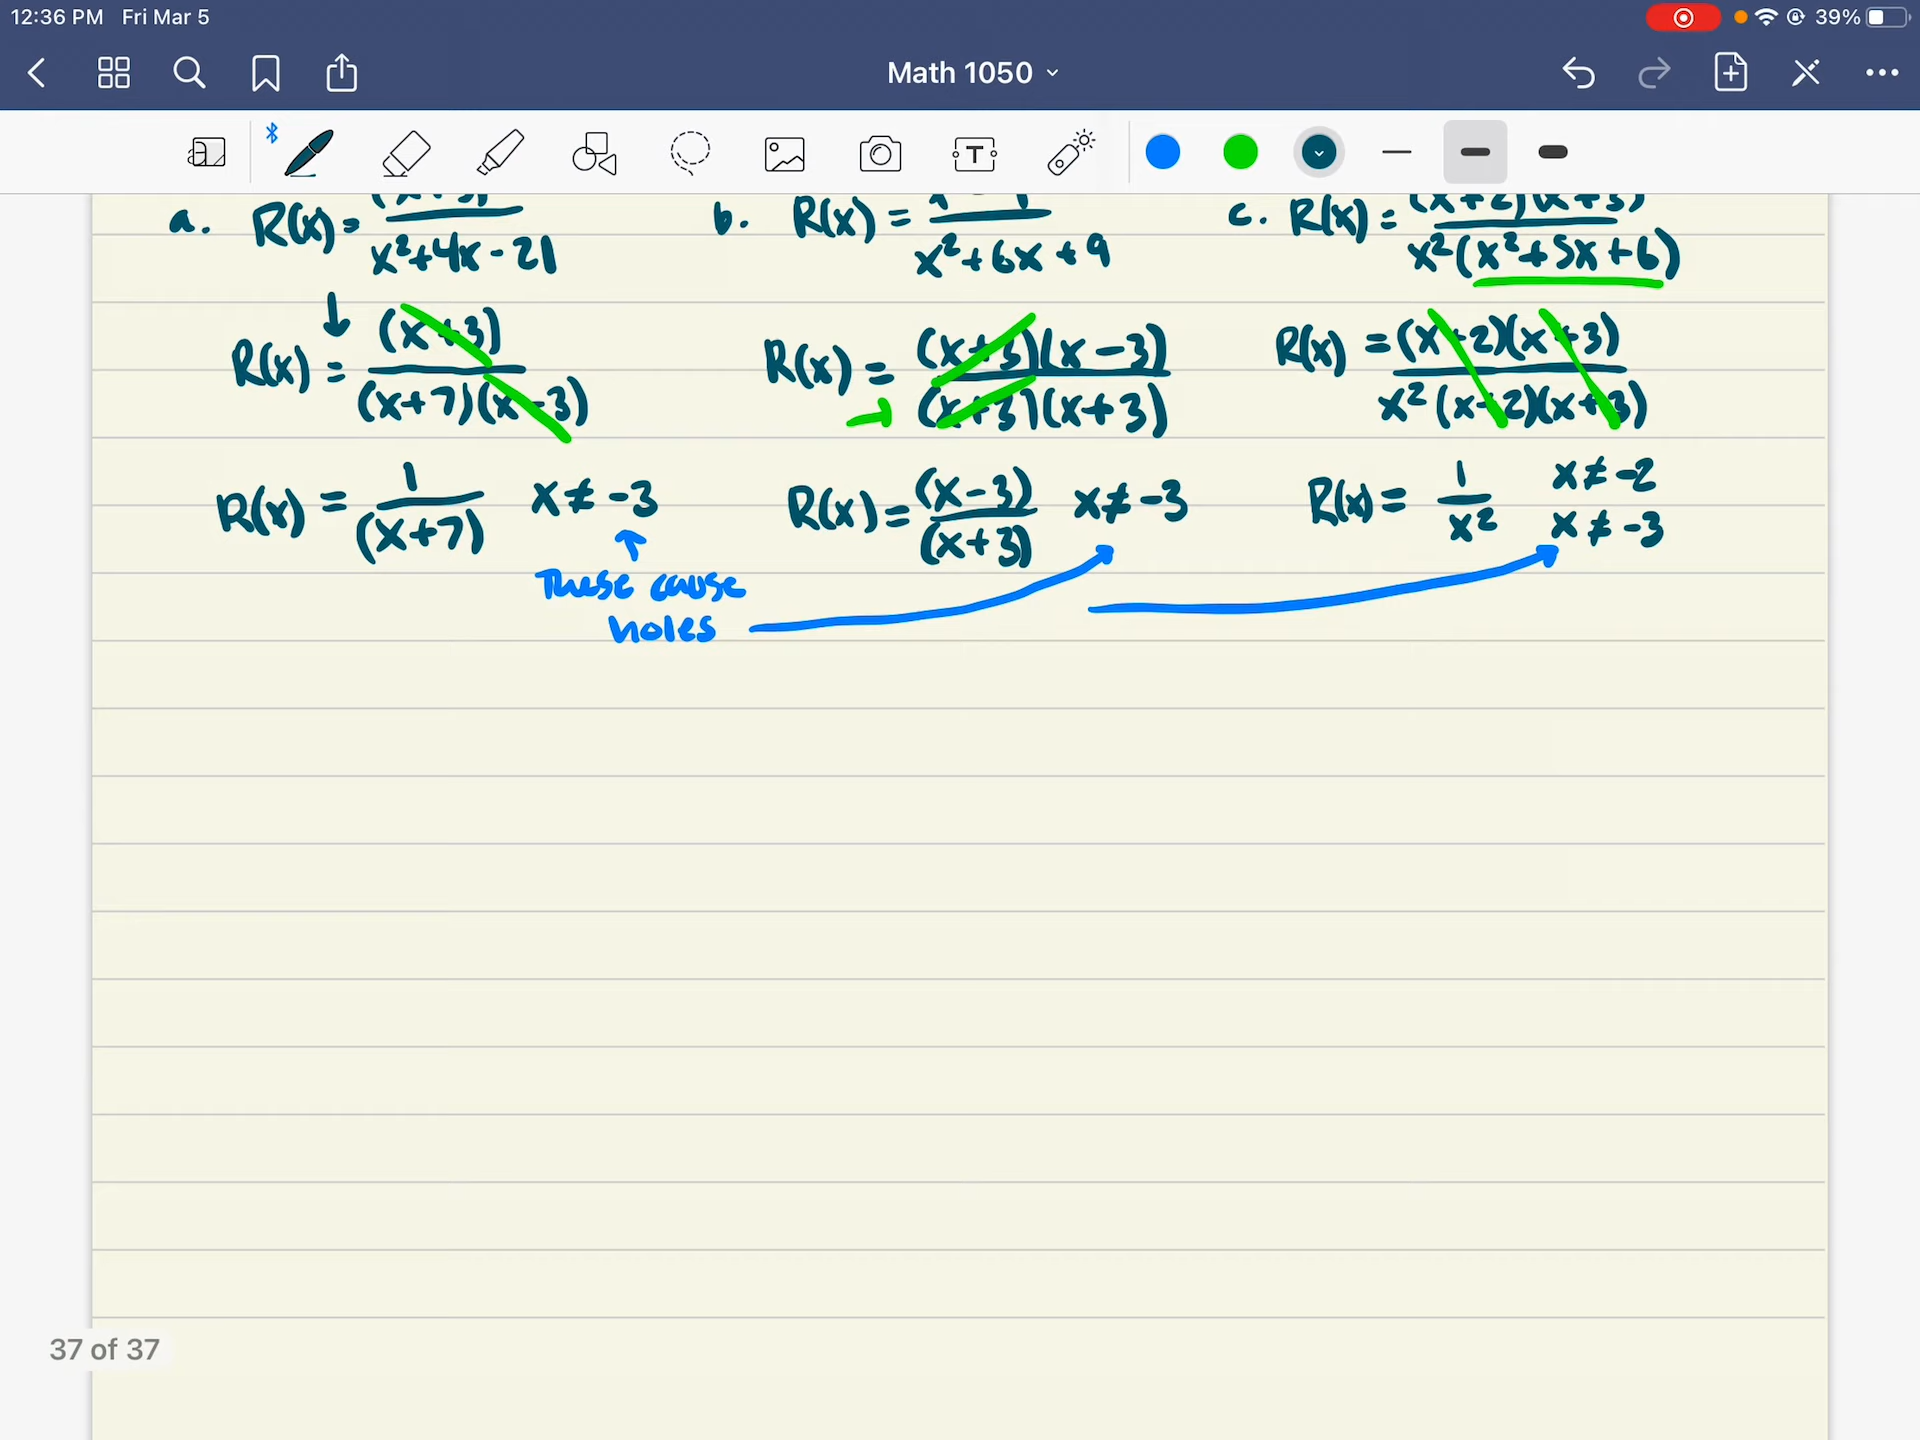 12:36 PM Fri Mar 5 39%
Math 1050
a. R(x) = / x²+4x-21
b. R(x) = / x²+6x+9
c. R(x) = (x+2)(x+3) / x²(x²+5x+6)
R(x) = (x+3) / (x+7)(x-3)
R(x) = (x+3)(x-3) / (x+3)(x+3)
R(x) = (x+2)(x+3) / x²(x+2)(x+3)
R(x) = 1 / (x+7) x ≠ -3
R(x) = (x-3) / (x+3) x ≠ -3
R(x) = 1 / x² x ≠ -2
x ≠ -3
These cause
holes
37 of 37